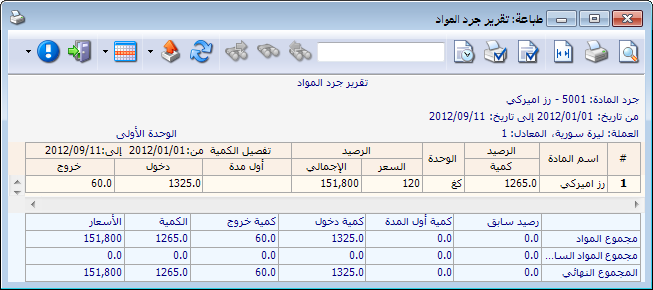 طباعة: تقرير جرد المواد
تقرير جرد المواد
جرد المادة: 5001 - رز اميركي
من تاريخ: 2012/01/01 إلى تاريخ: 2012/09/11
العملة: ليرة سورية، المعادل: 1 الوحدة الأولى
# اسم المادة الرصيد الوحدة الرصيد تفصيل الكمية من:2012/01/01 إلى:2012/09/11
كمية السعر الإجمالي أول مدة دخول خروج
1 رز اميركي 1265.0 كغ 120 151,800 1325.0 60.0
رصيد سابق كمية أول المدة كمية دخول كمية خروج الكمية الأسعار
مجموع المواد 0.0 0.0 1325.0 60.0 1265.0 151,800
مجموع المواد السا... 0.0 0.0 0.0 0.0 0.0 0.0
المجموع النهائي 0.0 0.0 1325.0 60.0 1265.0 151,800